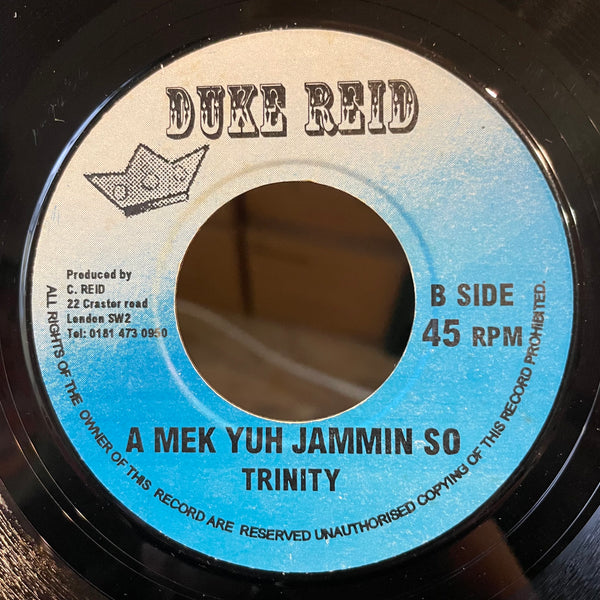 DUKE REID
Produced by
C. REID
22 Craster road
London SW2
Tel: 0181 473 0950
B SIDE
45 RPM
A MEK YUH JAMMIN SO
TRINITY
ALL RIGHTS OF THE OWNER OF THIS RECORD ARE RESERVED UNAUTHORISED COPYING OF THIS RECORD PROHIBITED.